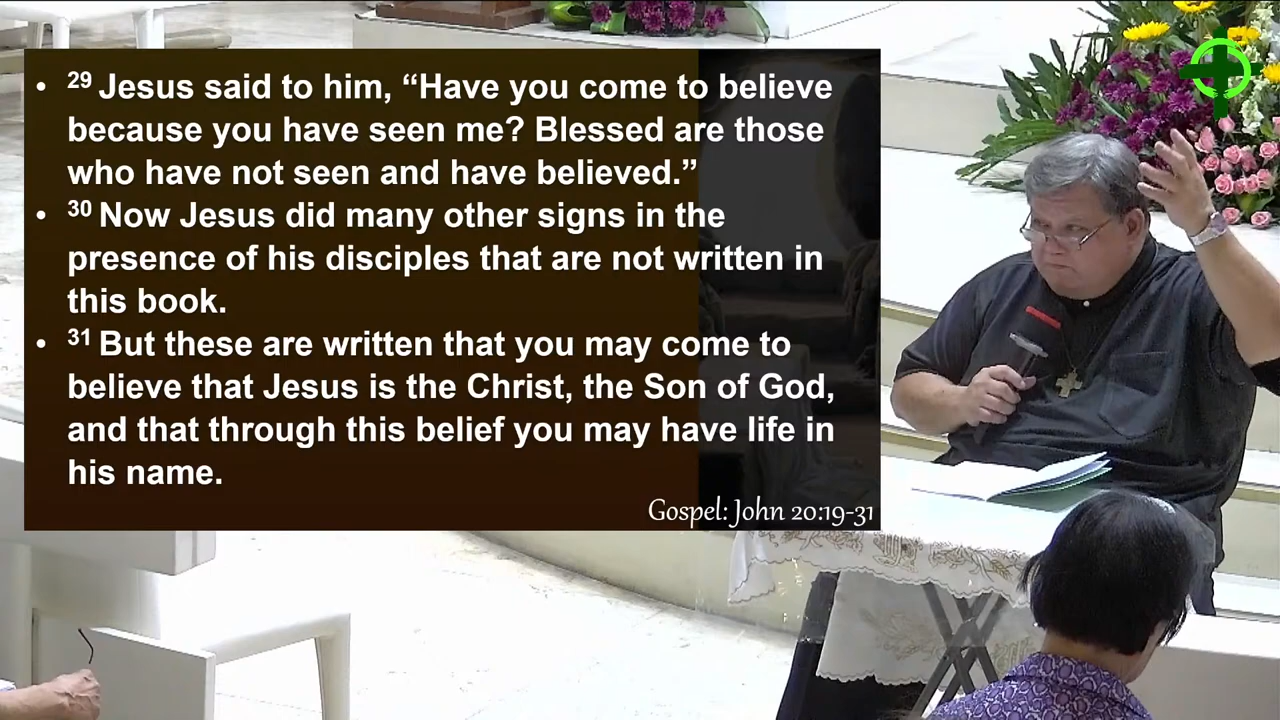 • 29 Jesus said to him, “Have you come to believe
because you have seen me? Blessed are those
who have not seen and have believed.”
• 30 Now Jesus did many other signs in the
presence of his disciples that are not written in
this book.
• 31 But these are written that you may come to
believe that Jesus is the Christ, the Son of God,
and that through this belief you may have life in
his name.
Gospel: John 20:19-31